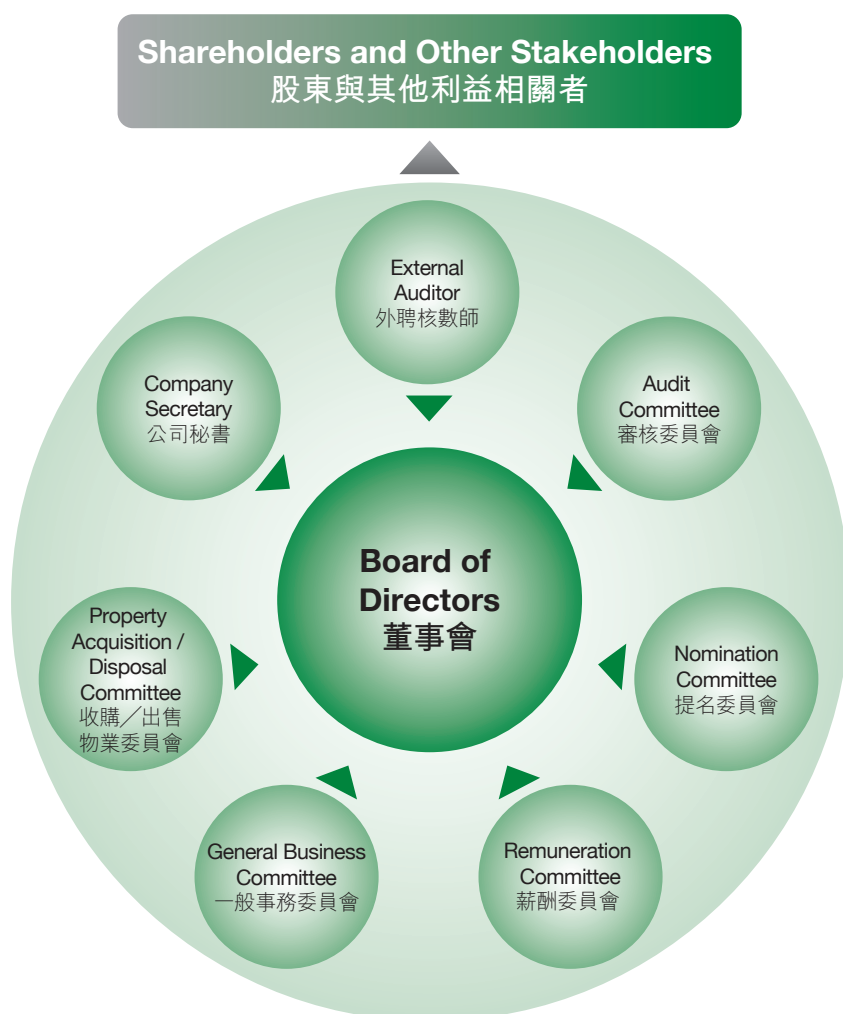 Shareholders and Other Stakeholders
股東與其他利益相關者
External
Auditor
外聘核數師
Company
Secretary
公司秘書
Audit
Committee
審核委員會
Board of
Directors
董事會
Property
Acquisition /
Disposal
Committee
收購╱出售
物業委員會
Nomination
Committee
提名委員會
General Business
Committee
一般事務委員會
Remuneration
Committee
薪酬委員會